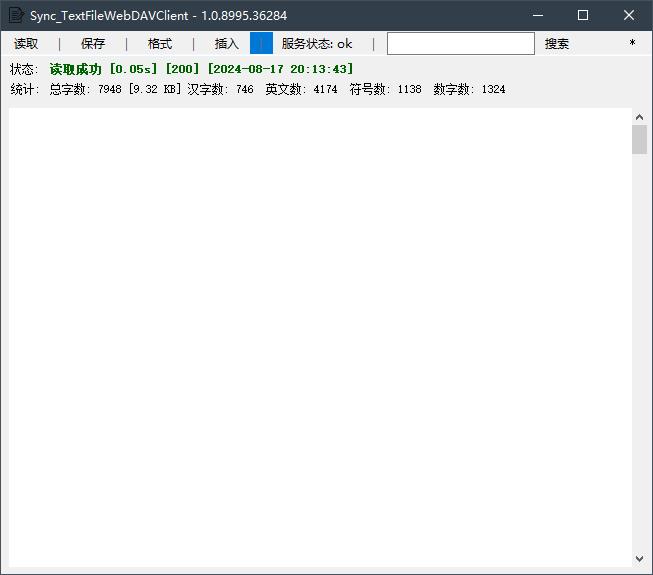 Sync_TextFileWebDAVClient - 1.0.8995.36284
读取 | 保存 | 格式 | 插入 | 服务状态: ok | 搜索 *
状态: 读取成功 [0.05s] [200] [2024-08-17 20:13:43]
统计: 总字数: 7948 [9.32 KB] 汉字数: 746 英文数: 4174 符号数: 1138 数字数: 1324